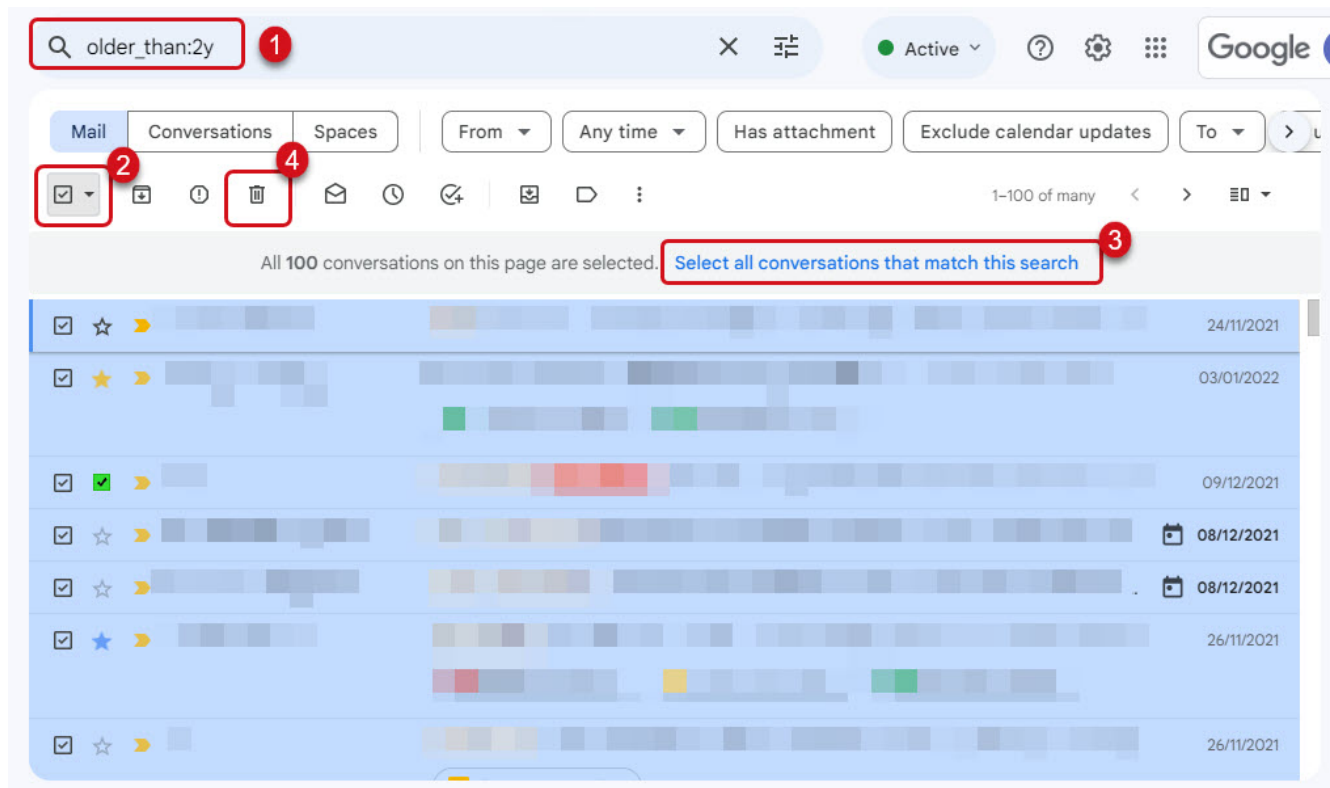 older_than:2y 1 Active Google
Mail Conversations Spaces From Any time Has attachment Exclude calendar updates To
2 4
1–100 of many
3
All 100 conversations on this page are selected. Select all conversations that match this search
24/11/2021
03/01/2022
09/12/2021
08/12/2021
08/12/2021
26/11/2021
26/11/2021